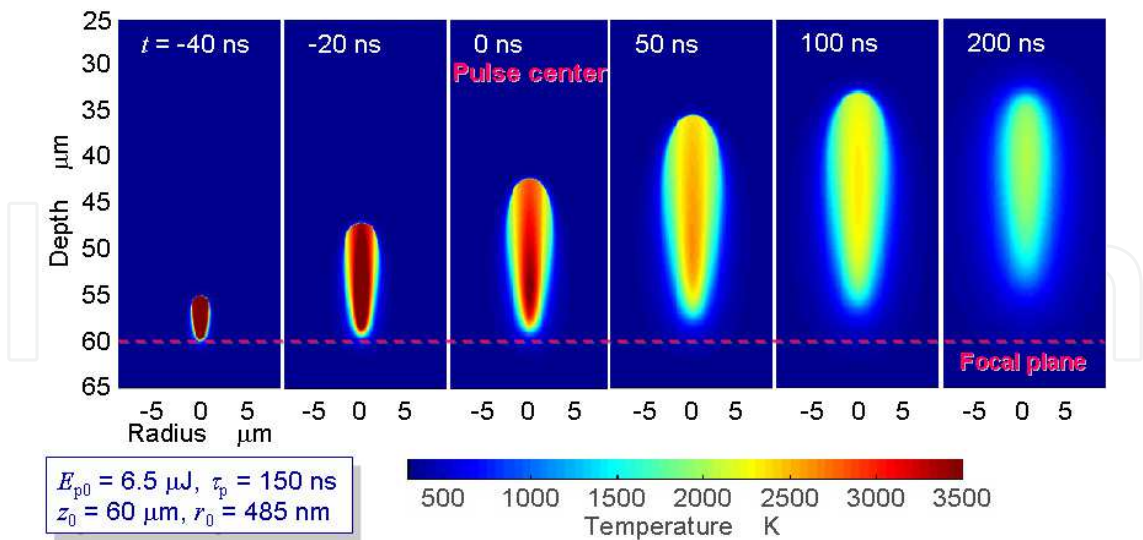 t = -40 ns
-20 ns
0 ns
50 ns
100 ns
200 ns
Pulse center
25
30
35
40
45
50
55
60
65
Depth μm
Focal plane
-5 0 5
-5 0 5
-5 0 5
-5 0 5
-5 0 5
-5 0 5
Radius μm
Ep0 = 6.5 μJ, τp = 150 ns
z0 = 60 μm, r0 = 485 nm
500 1000 1500 2000 2500 3000 3500
Temperature K